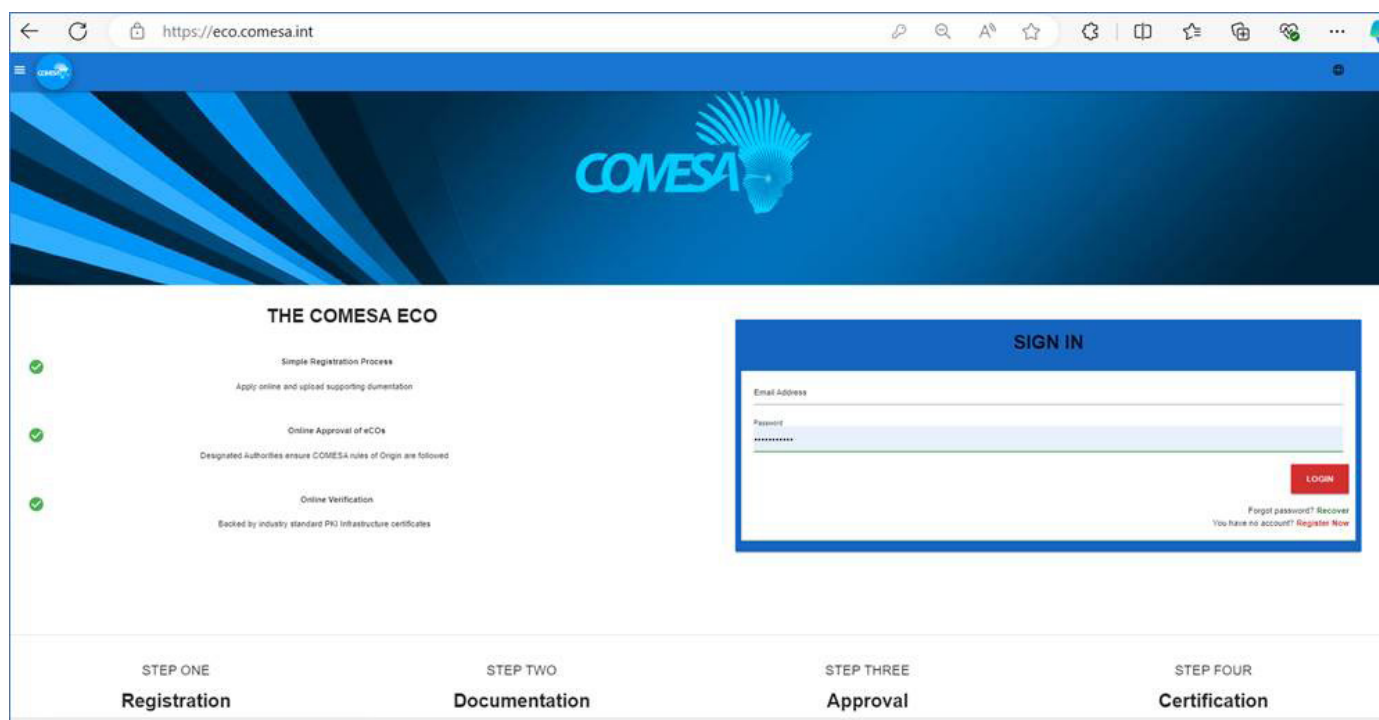 https://eco.comesa.int
COMESA
COMESA
THE COMESA ECO
Simple Registration Process
Apply online and upload supporting dumentation
Online Approval of eCOs
Designated Authorities ensure COMESA rules of Origin are followed
Online Verification
Backed by industry standard PKI Infrastructure certificates
SIGN IN
Email Address
Password
•••••••••••
LOGIN
Forgot password? Recover
You have no account? Register Now
STEP ONE
Registration
STEP TWO
Documentation
STEP THREE
Approval
STEP FOUR
Certification